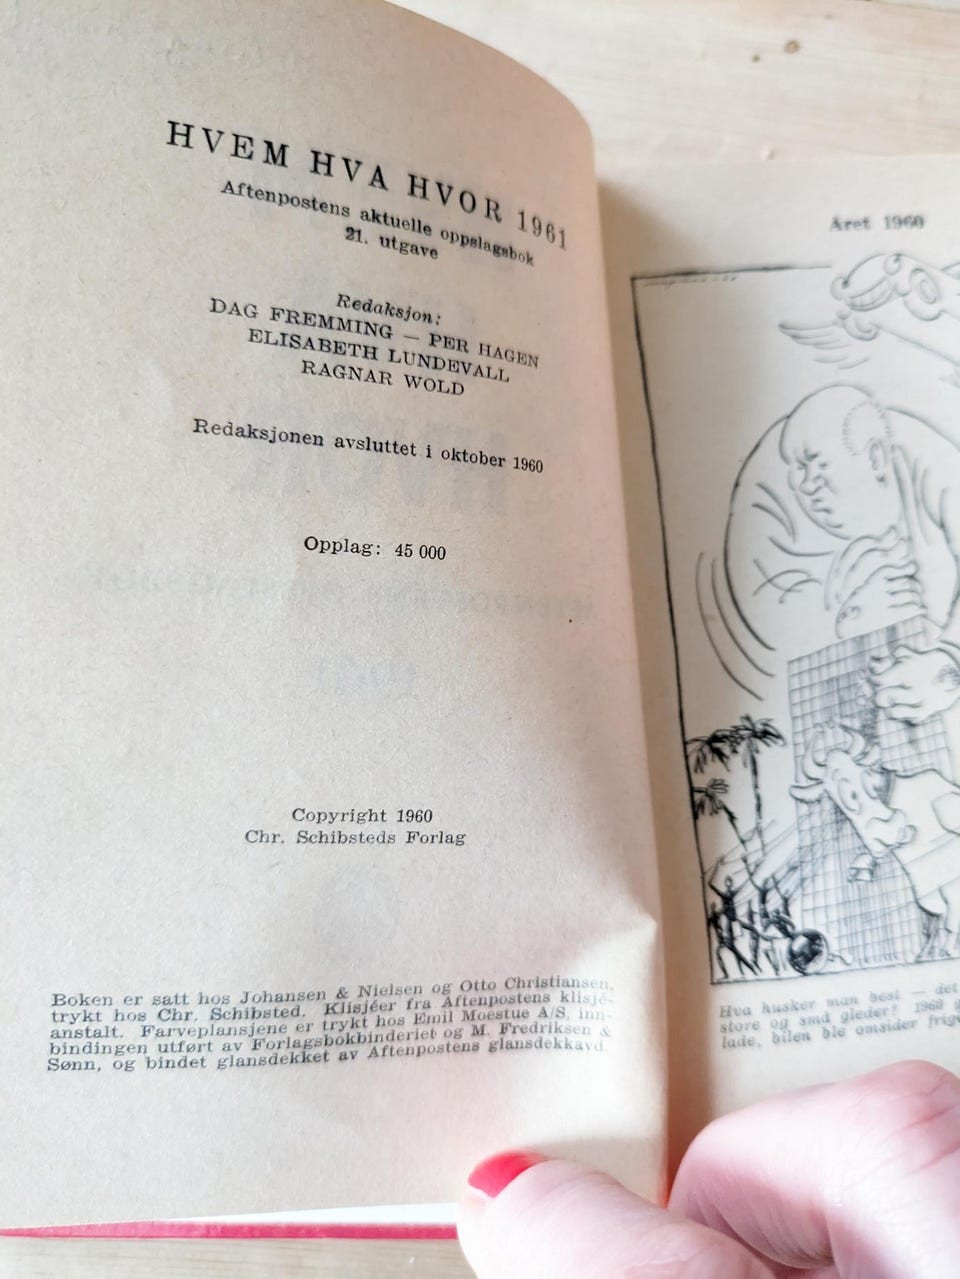 HVEM HVA HVOR 1961
Aftenpostens aktuelle oppslagsbok
21. utgave
Redaksjon:
DAG FREMMING — PER HAGEN
ELISABETH LUNDEVALL
RAGNAR WOLD
Redaksjonen avsluttet i oktober 1960
Opplag: 45 000
Copyright 1960
Chr. Schibsteds Forlag
Boken er satt hos Johansen & Nielsen og Otto Christiansen,
trykt hos Chr. Schibsted. Klisjéer fra Aftenpostens klisjé-
anstalt. Farveplansjene er trykt hos Emil Moestue A/S, inn-
bindingen utført av Forlagsbokbinderiet og M. Fredriksen &
Sønn, og bindet glansdekket av Aftenpostens glansdekkavd.
Året 1960
Hva husker man best — det
store og små gleder? 1960 g
lade, bilen ble omsider frig